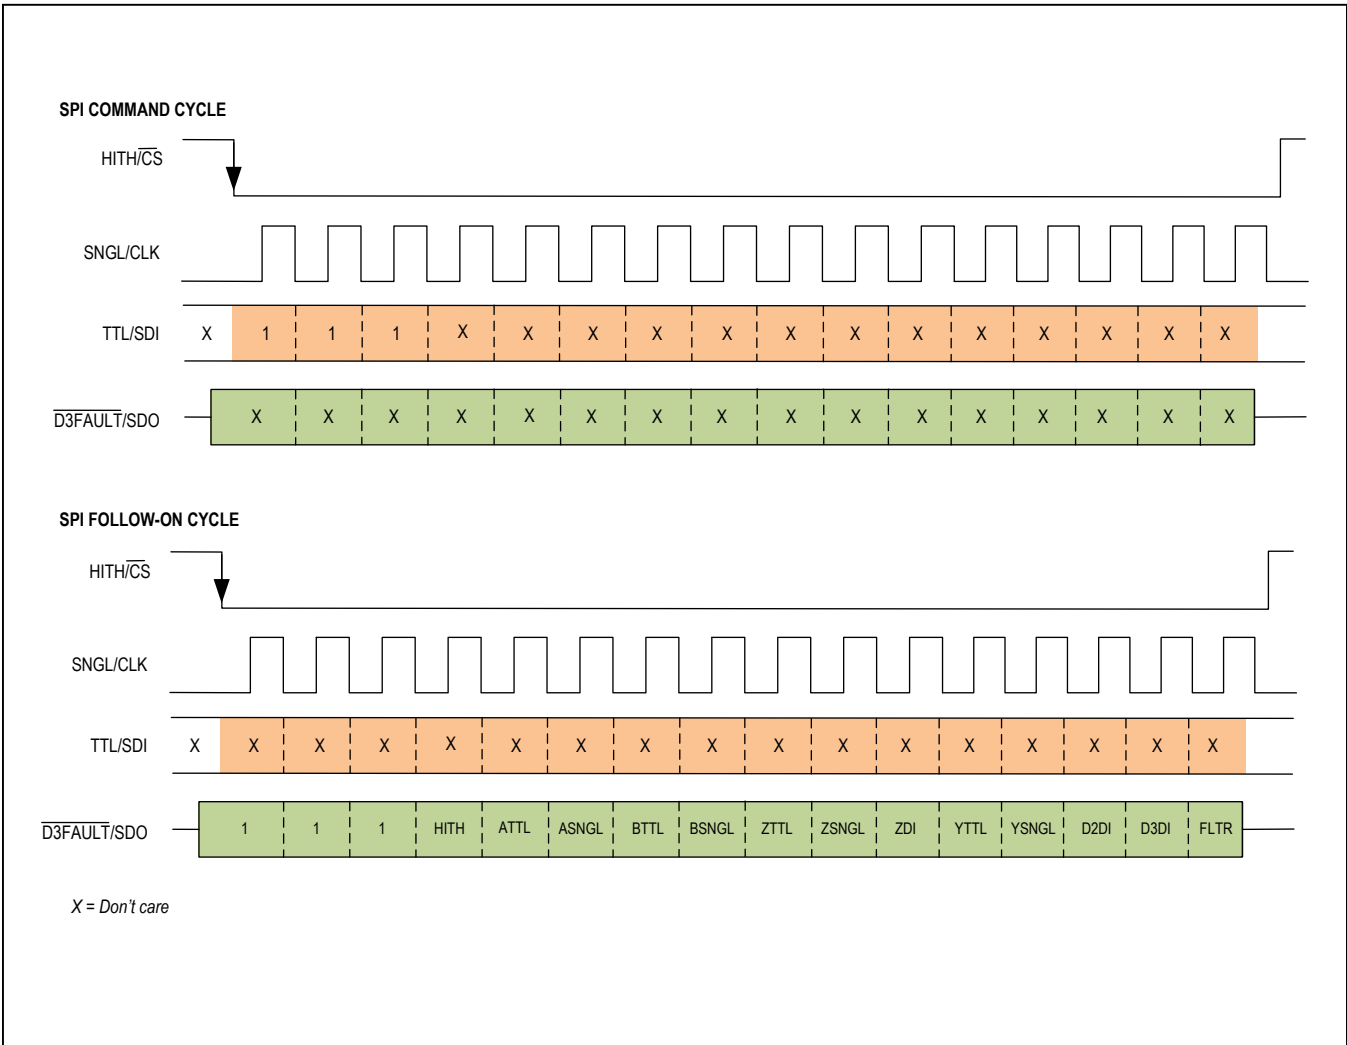 SPI COMMAND CYCLE
HITH/CS
SNGL/CLK
TTL/SDI X 1 1 1 X X X X X X X X X X X X X
D3FAULT/SDO X X X X X X X X X X X X X X X X
SPI FOLLOW-ON CYCLE
HITH/CS
SNGL/CLK
TTL/SDI X X X X X X X X X X X X X X X X X
D3FAULT/SDO 1 1 1 HITH ATTL ASNGL BTTL BSNGL ZTTL ZSNGL ZDI YTTL YSNGL D2DI D3DI FLTR
X = Don't care